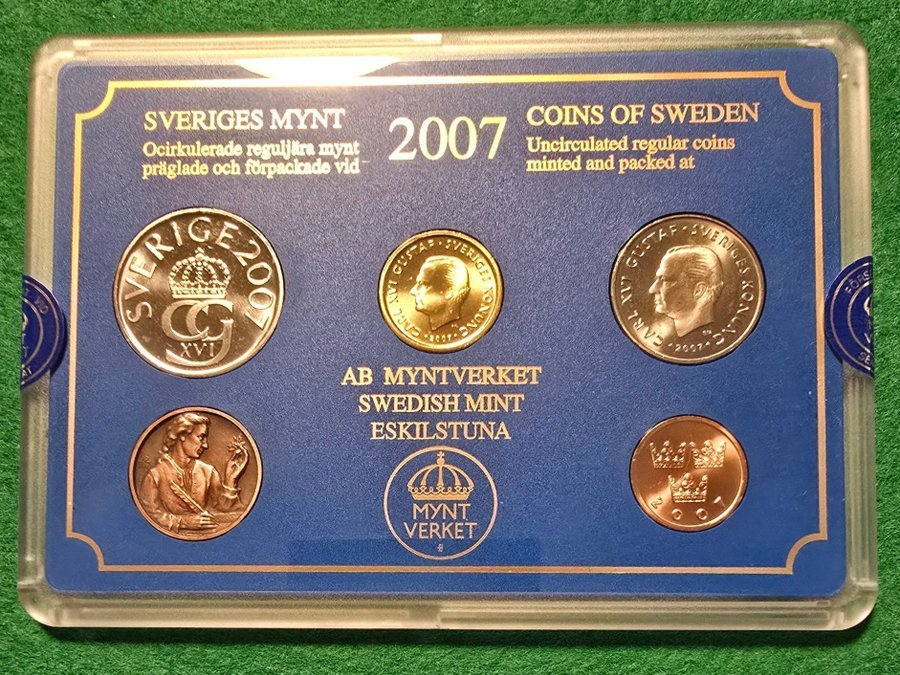 SVERIGES MYNT
Ocirkulerade reguljära mynt
präglade och förpackade vid
2007
COINS OF SWEDEN
Uncirculated regular coins
minted and packed at
SVERIGE 2007
XVI
CARL XVI GUSTAF · SVERIGES KONUNG
· 2007 ·
CARL XVI GUSTAF · SVERIGES KONUNG
· 2007 ·
AB MYNTVERKET
SWEDISH MINT
ESKILSTUNA
MYNT
VERKET
2007
VID